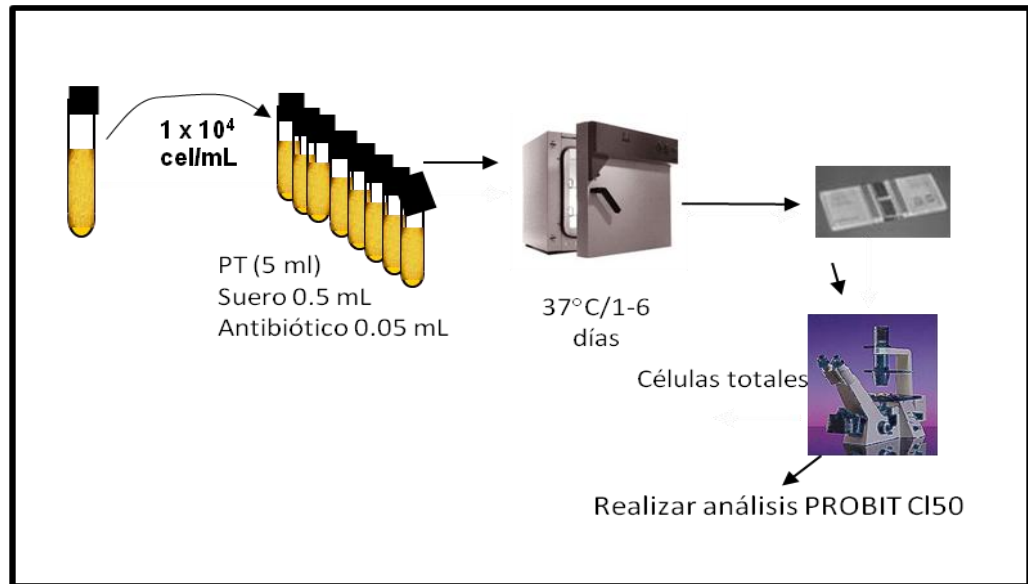 1 x 10⁴
cel/mL
PT (5 ml)
Suero 0.5 mL
Antibiótico 0.05 mL
37°C/1-6
días
Células totales
Realizar análisis PROBIT Cl50